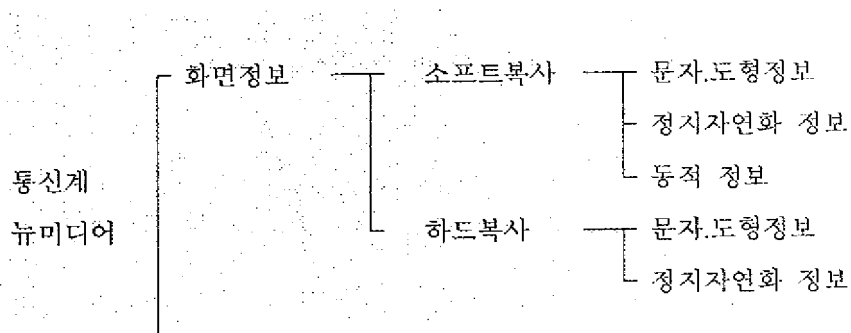 화면정보 소프트복사 문자.도형정보
정지자연화 정보
통신계 동적 정보
뉴미디어 하드복사 문자.도형정보
정지자연화 정보